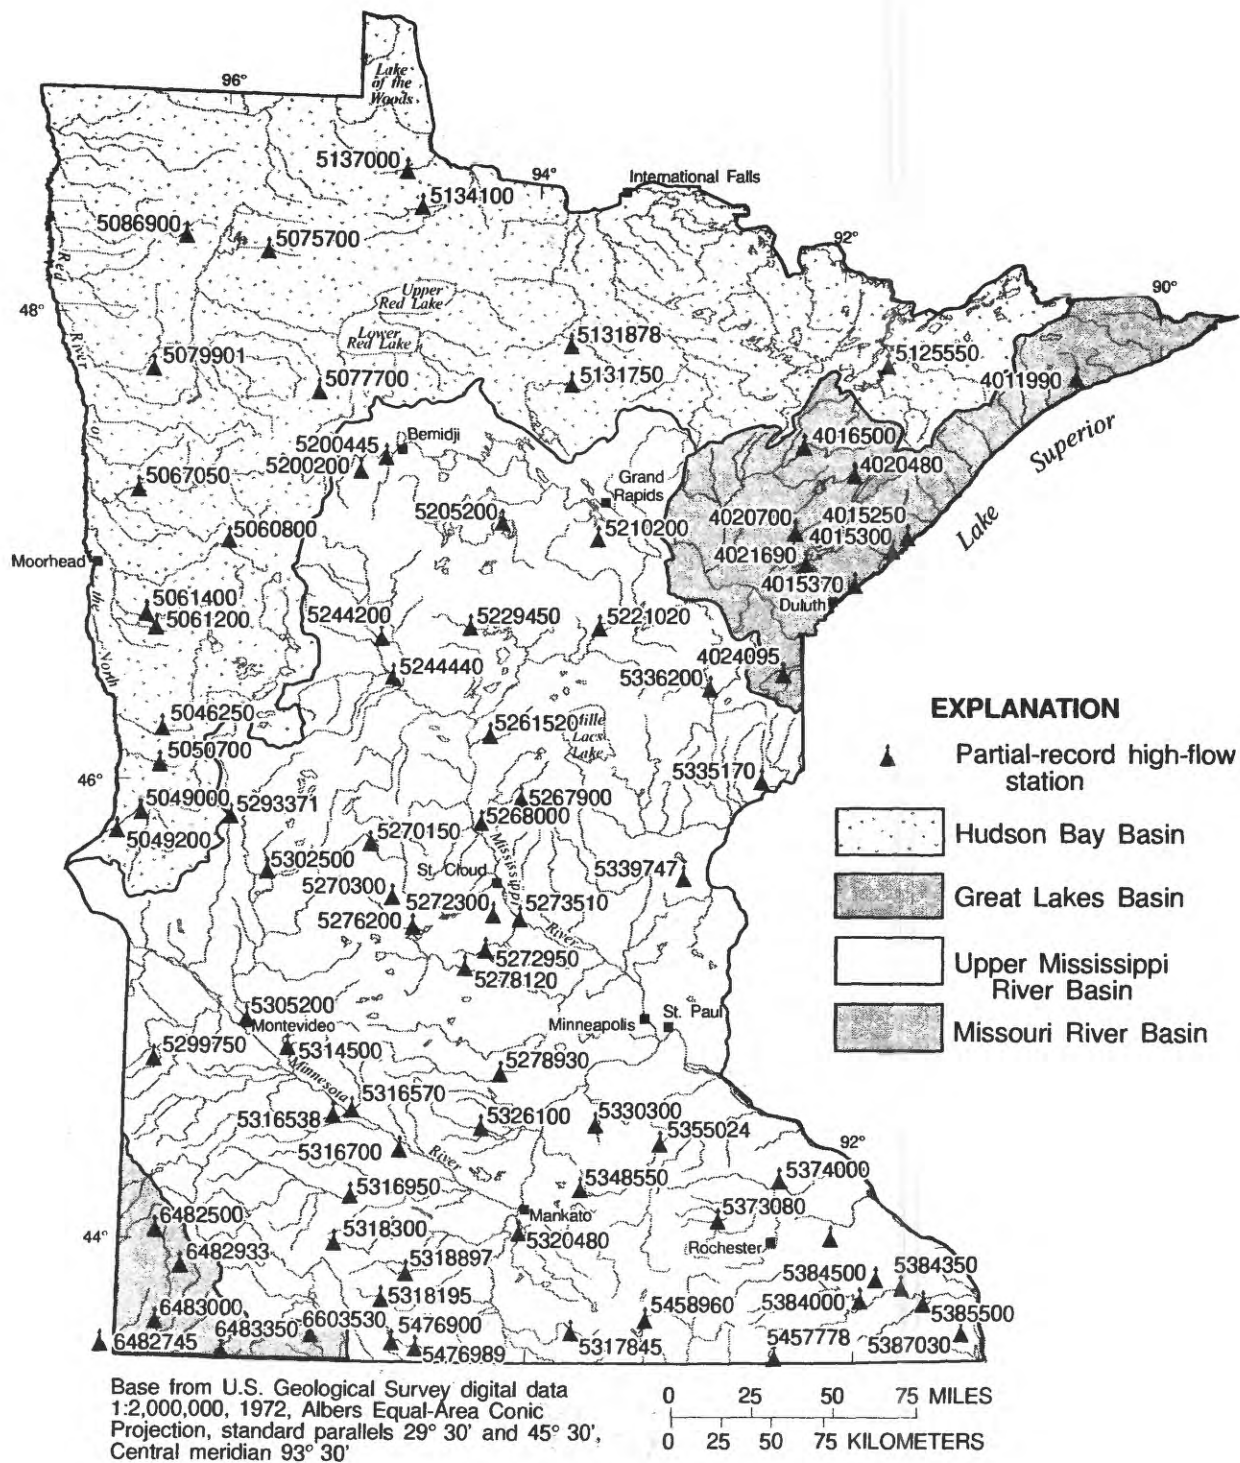 96°
Lake
of the
Woods
5137000
94°
International Falls
5134100
5086900
5075700
92°
Red
90°
48°
Upper
Red Lake
Lower
Red Lake
River
5131878
5125550
5079901
5077700
5131750
4011990
Superior
5200445
Bemidji
4016500
5200200
4020480
5067050
Grand
Rapids
5205200
4020700
4015250
5060800
5210200
4015300
Lake
of
Moorhead
4021690
4015370
the
Duluth
5061400
5061200
5244200
5229450
5221020
North
4024095
5244440
5336200
5046250
5261520
Mille
Lacs
Lake
5050700
5335170
46°
5267900
5049000
5293371
5268000
5049200
5270150
Mississippi
5302500
St. Cloud
5339747
5270300
5272300
5273510
5276200
River
5272950
5278120
5305200
Montevideo
Minneapolis
St. Paul
5299750
5314500
5278930
Minnesota
5316570
5316538
5326100
5330300
5355024
92°
5316700
River
5374000
5348550
5316950
5373080
6482500
Mankato
44°
5318300
5320480
Rochester
6482933
5318897
5384500
5384350
5318195
5384000
6483000
5458960
5385500
6603530
5476900
6482745
6483350
5476989
5317845
5457778
5387030
EXPLANATION
Partial-record high-flow
station
Hudson Bay Basin
Great Lakes Basin
Upper Mississippi
River Basin
Missouri River Basin
Base from U.S. Geological Survey digital data
1:2,000,000, 1972, Albers Equal-Area Conic
Projection, standard parallels 29° 30' and 45° 30',
Central meridian 93° 30'
0 25 50 75 MILES
0 25 50 75 KILOMETERS